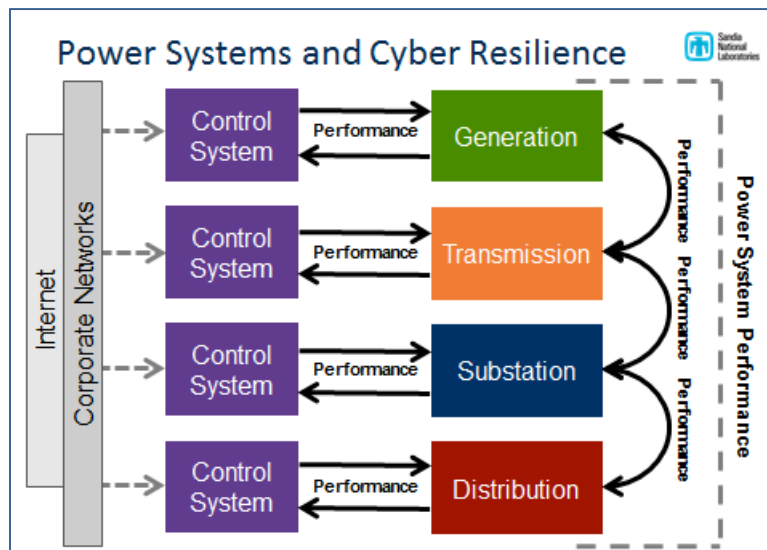 Power Systems and Cyber Resilience
Sandia
National
Laboratories
Internet
Corporate Networks
Control
System
Performance
Generation
Control
System
Performance
Transmission
Control
System
Performance
Substation
Control
System
Performance
Distribution
Performance
Performance
Performance
Power System Performance